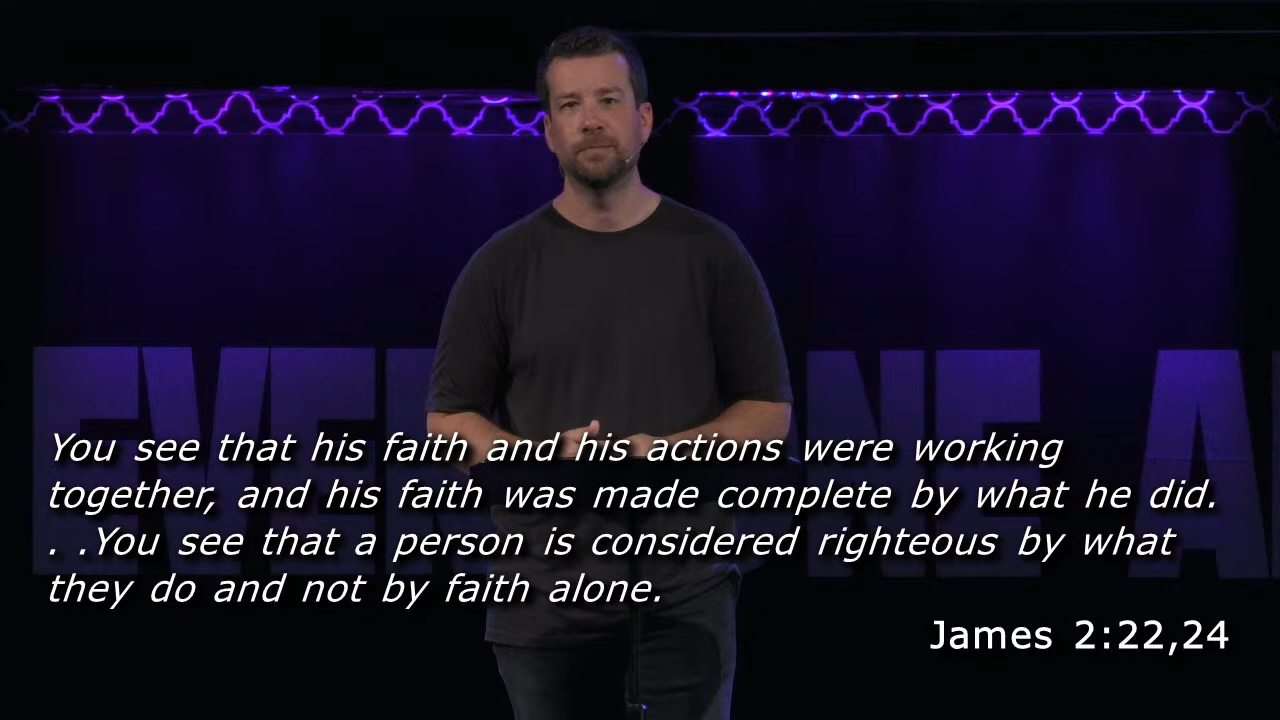 EVERYONE A
You see that his faith and his actions were working
together, and his faith was made complete by what he did.
. .You see that a person is considered righteous by what
they do and not by faith alone.
James 2:22,24